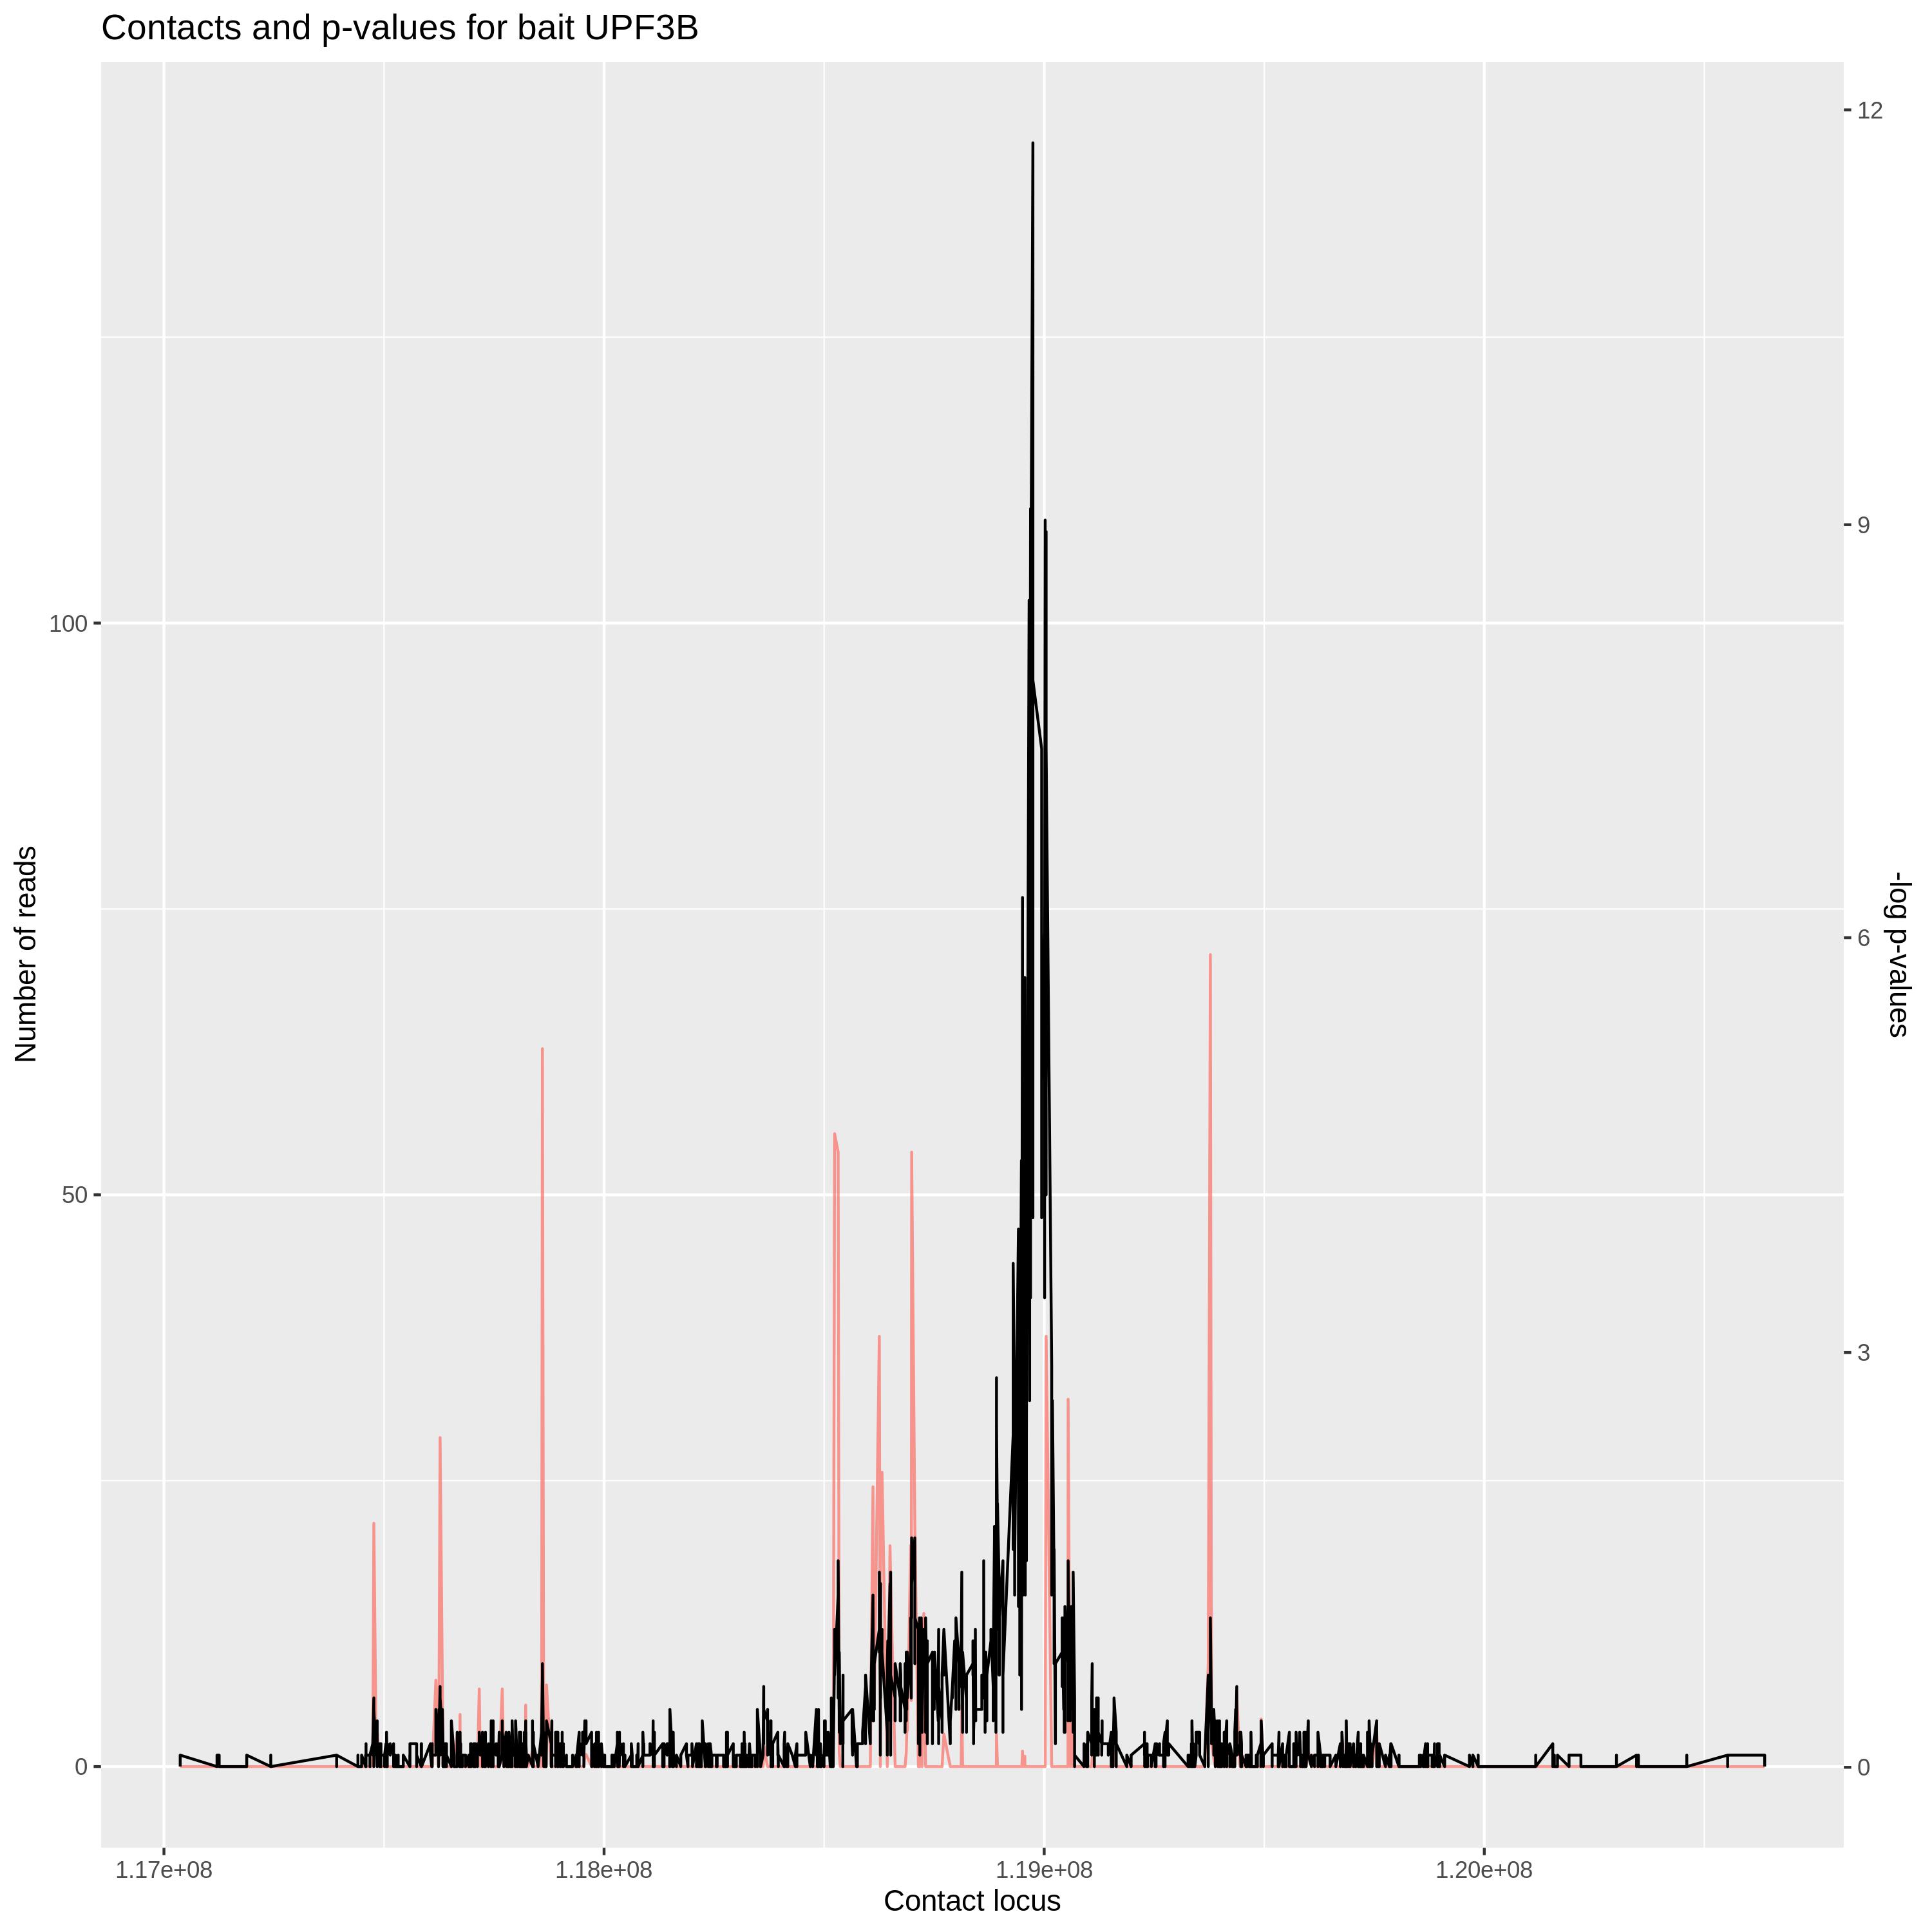 Contacts and p-values for bait UPF3B
12
9
100
Number of reads
-log p-values
6
50
3
0
0
1.17e+08
1.18e+08
1.19e+08
1.20e+08
Contact locus